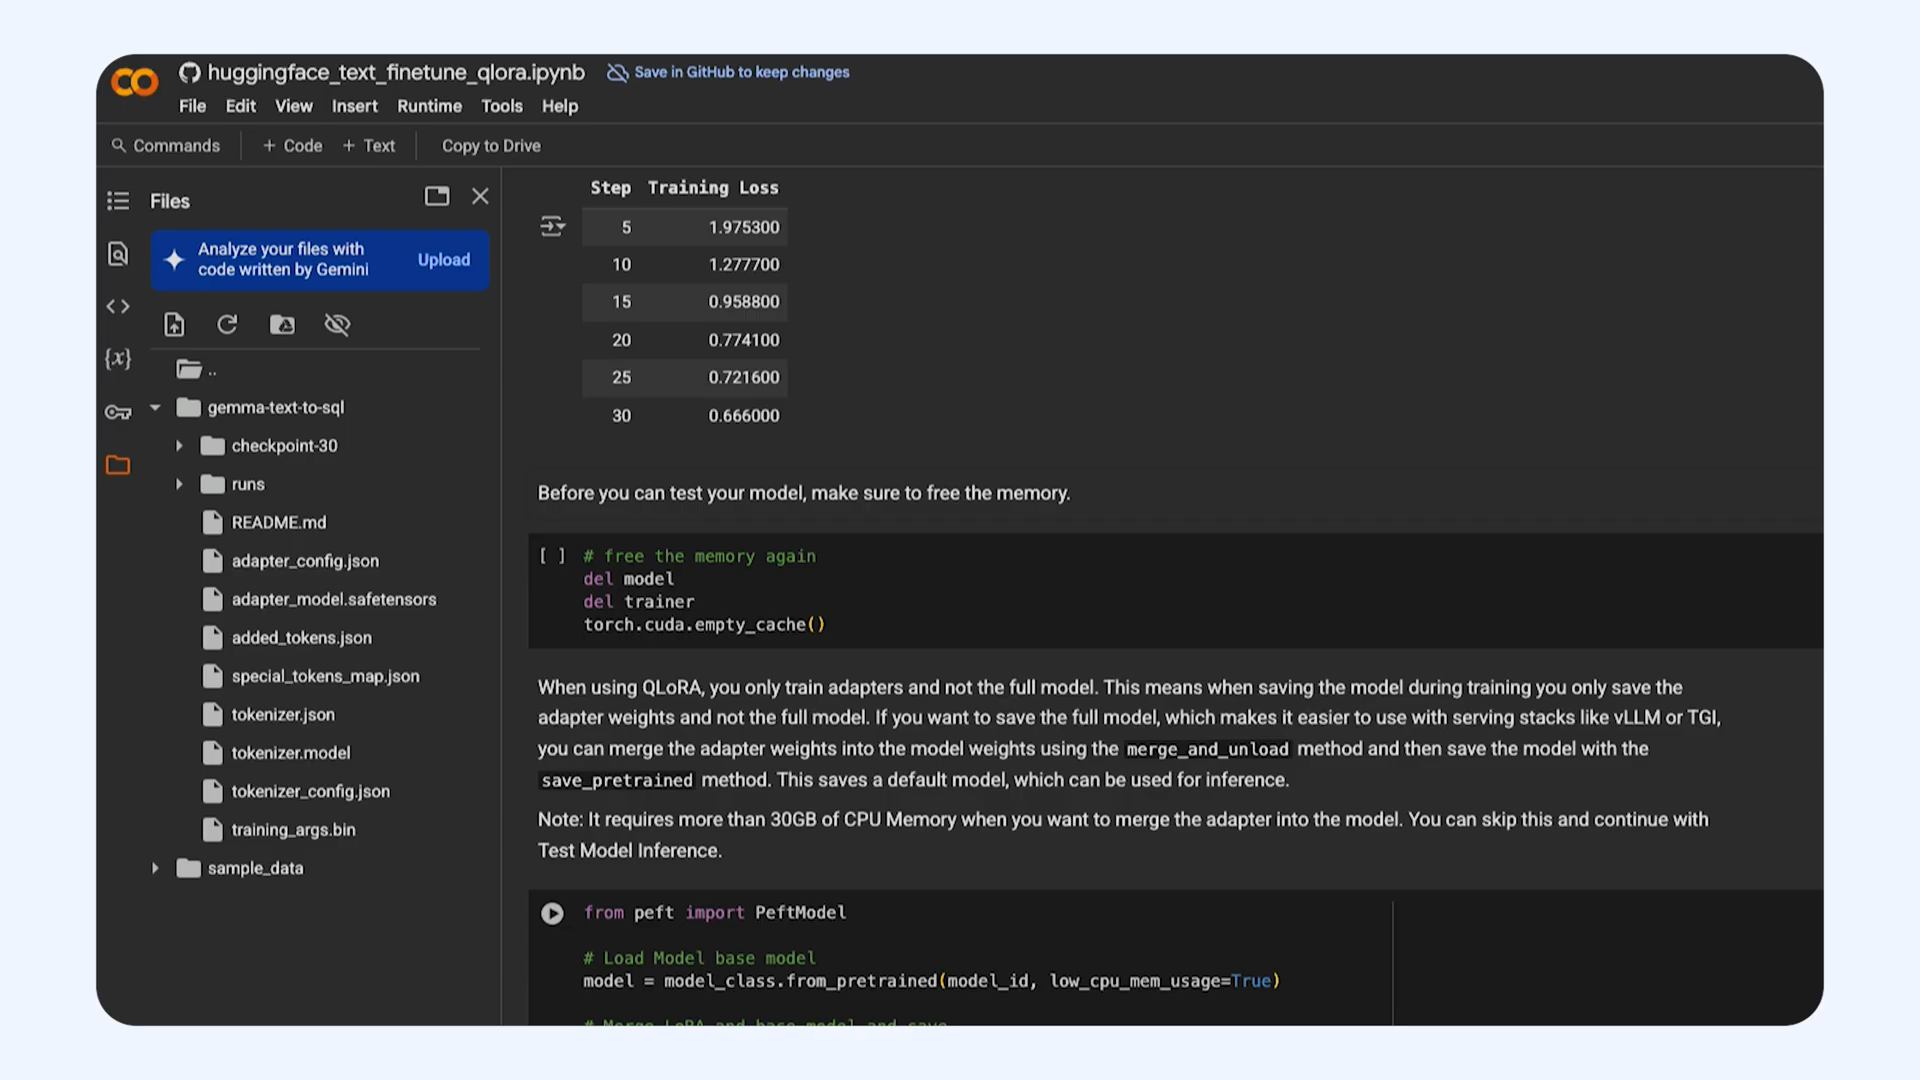 huggingface_text_finetune_qlora.ipynb
Save in GitHub to keep changes
File Edit View Insert Runtime Tools Help
Commands + Code + Text Copy to Drive
Files
Analyze your files with
code written by Gemini
Upload
..
gemma-text-to-sql
checkpoint-30
runs
README.md
adapter_config.json
adapter_model.safetensors
added_tokens.json
special_tokens_map.json
tokenizer.json
tokenizer.model
tokenizer_config.json
training_args.bin
sample_data
Step Training Loss
5 1.975300
10 1.277700
15 0.958800
20 0.774100
25 0.721600
30 0.666000
Before you can test your model, make sure to free the memory.
[ ] # free the memory again
del model
del trainer
torch.cuda.empty_cache()
When using QLoRA, you only train adapters and not the full model. This means when saving the model during training you only save the
adapter weights and not the full model. If you want to save the full model, which makes it easier to use with serving stacks like vLLM or TGI,
you can merge the adapter weights into the model weights using the merge_and_unload method and then save the model with the
save_pretrained method. This saves a default model, which can be used for inference.
Note: It requires more than 30GB of CPU Memory when you want to merge the adapter into the model. You can skip this and continue with
Test Model Inference.
from peft import PeftModel
# Load Model base model
model = model_class.from_pretrained(model_id, low_cpu_mem_usage=True)
# Merge LoRA and base model and save